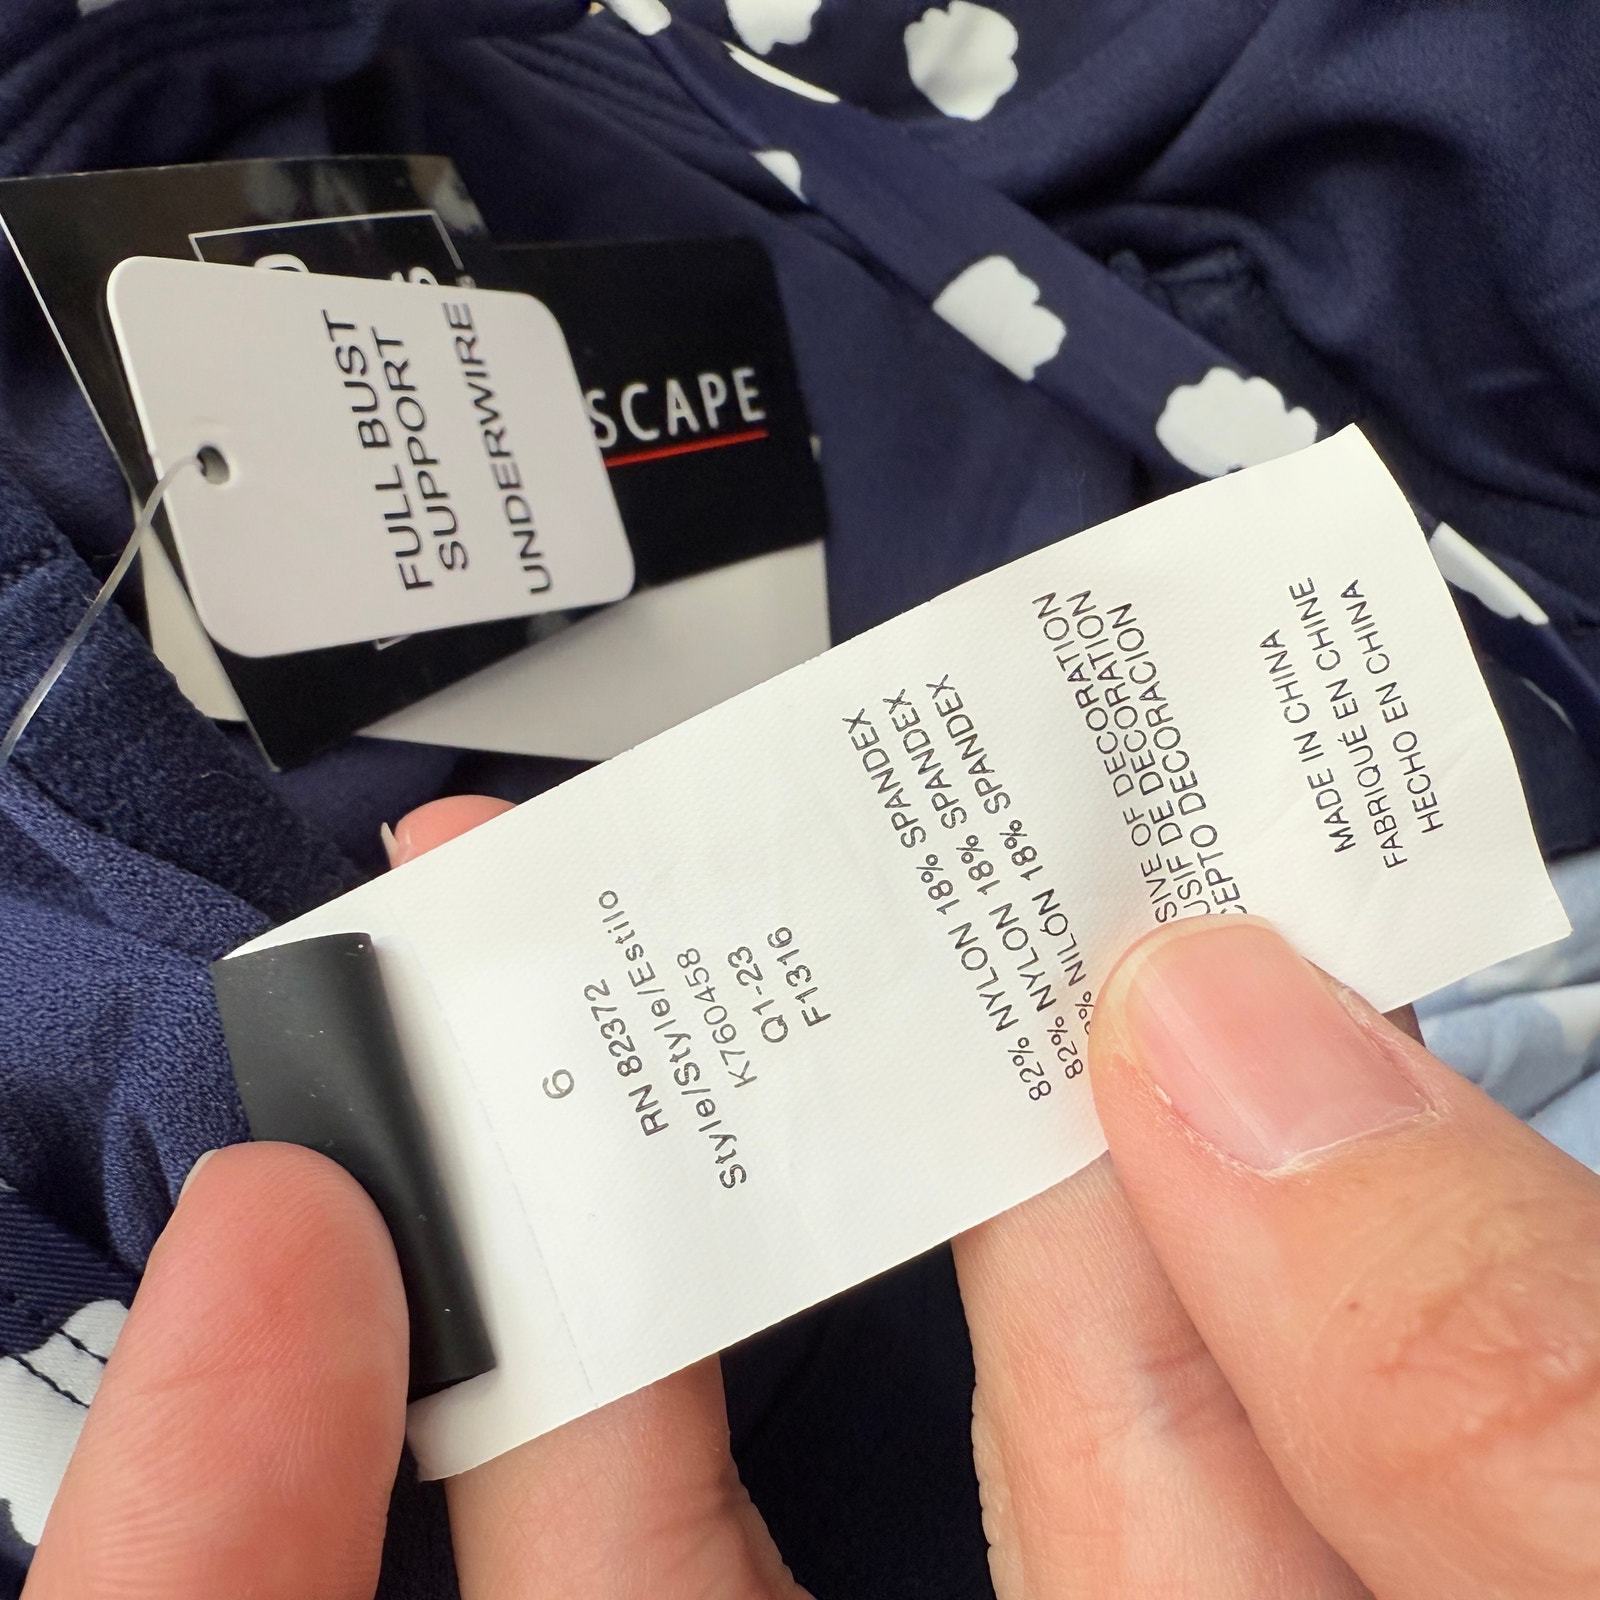 FULL BUST
SUPPORT
UNDERWIRE
SCAPE
6
RN 82372
Style/Style/Estilo
K760458
Q1-23
F1316
82% NYLON 18% SPANDEX
82% NYLON 18% SPANDEX
% NILÓN 18% SPANDEX
SIVE OF DECORATION
USIF DE DECORATION
CEPTO DECORACION
MADE IN CHINA
FABRIQUÉ EN CHINE
HECHO EN CHINA